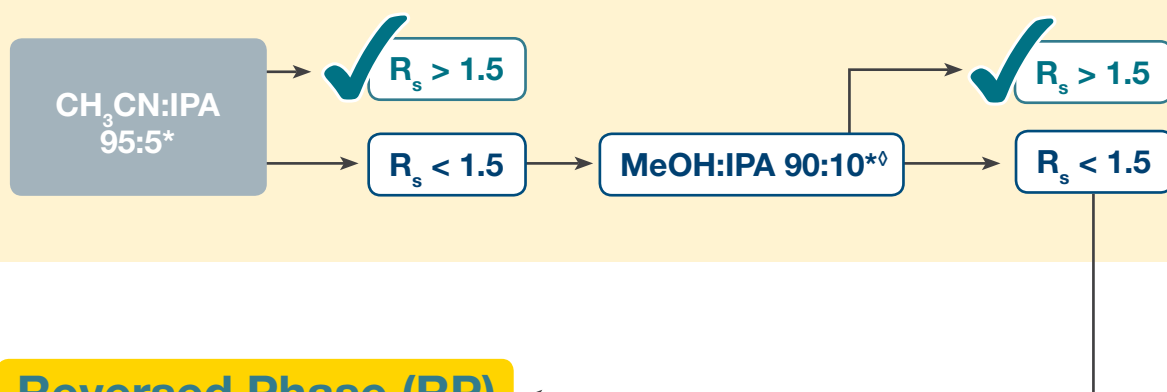 CH₃CN:IPA
95:5*
Rₛ > 1.5
Rₛ < 1.5
MeOH:IPA 90:10*◊
Rₛ > 1.5
Rₛ < 1.5
Reversed Phase (RP)